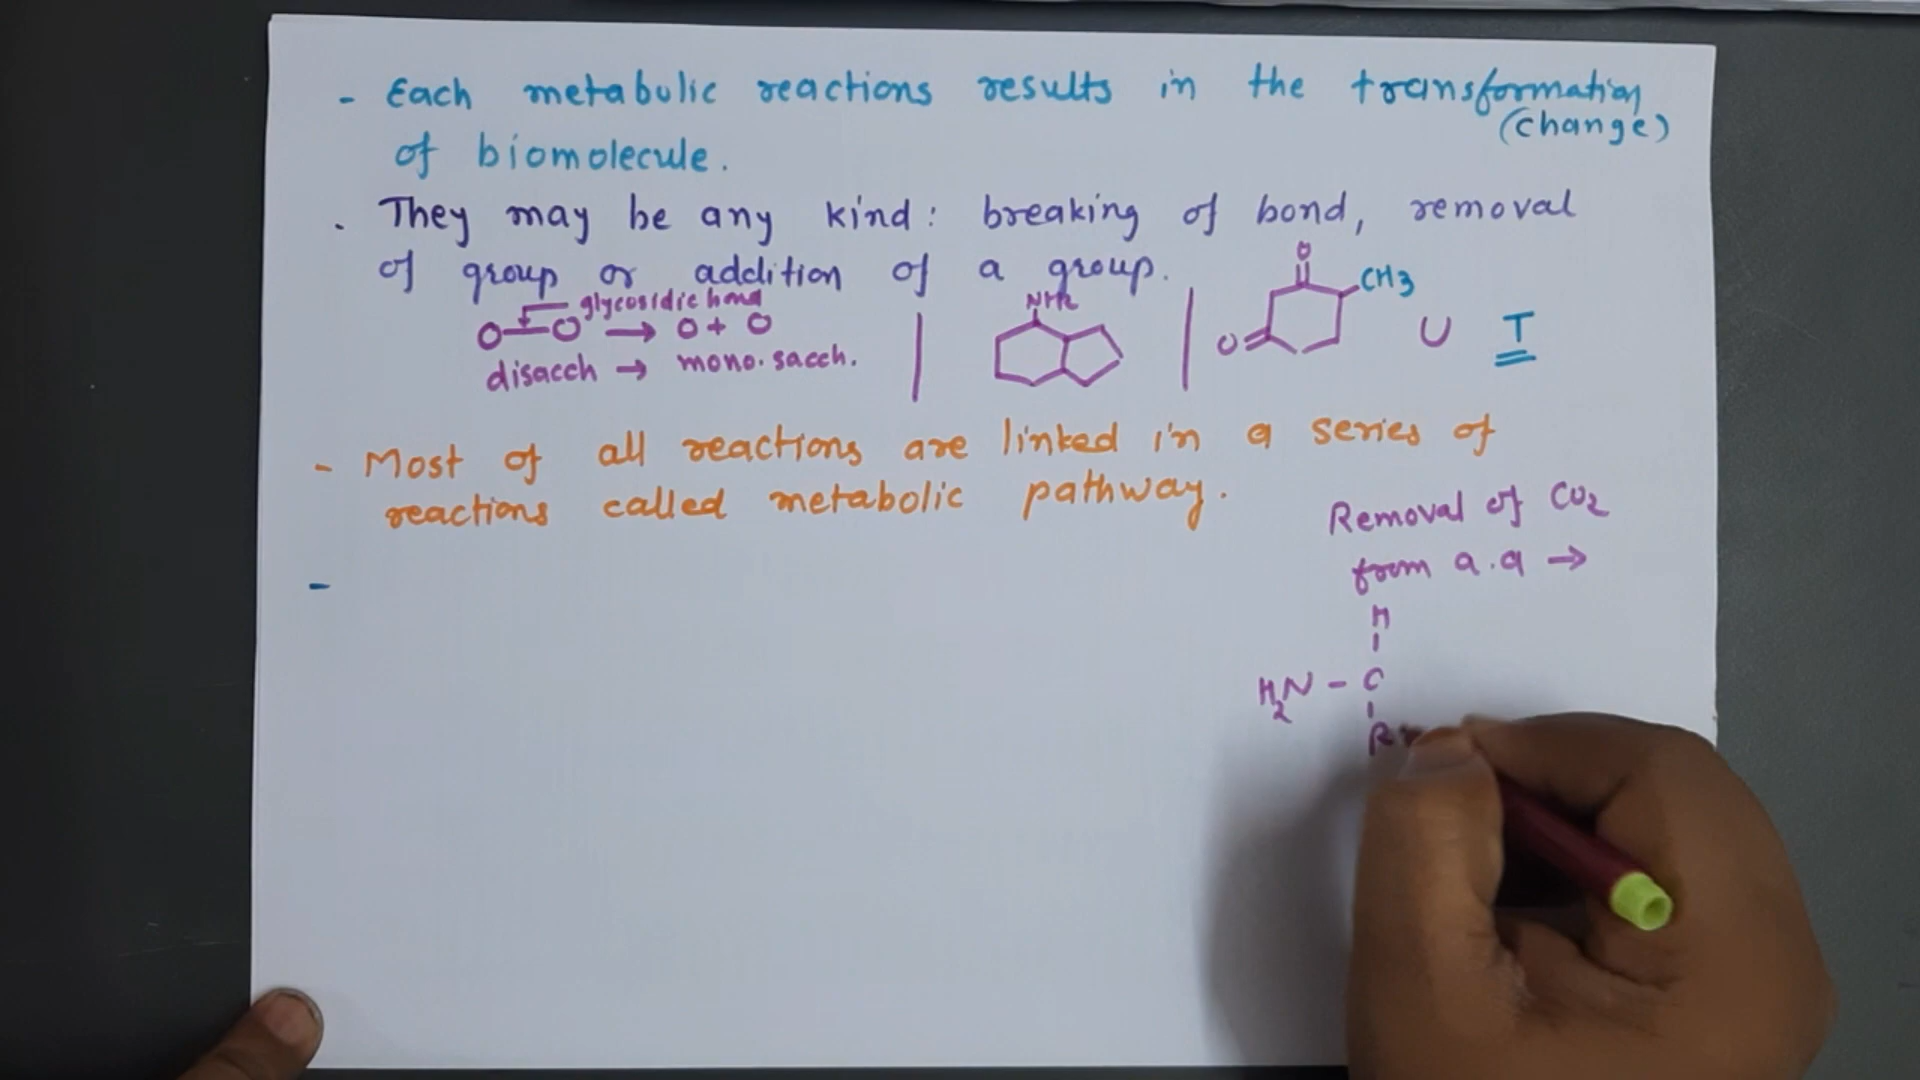 - Each metabolic reactions results in the transformation
(change)
of biomolecule.
. They may be any kind: breaking of bond, removal
of group or addition of a group.
glycosidic bond
O-O → O + O
disacch → mono.sacch.
NH2
O
CH3
O
U T
- Most of all reactions are linked in a series of
reactions called metabolic pathway.
Removal of CO2
from a.a →
-
H
H2N - C
R